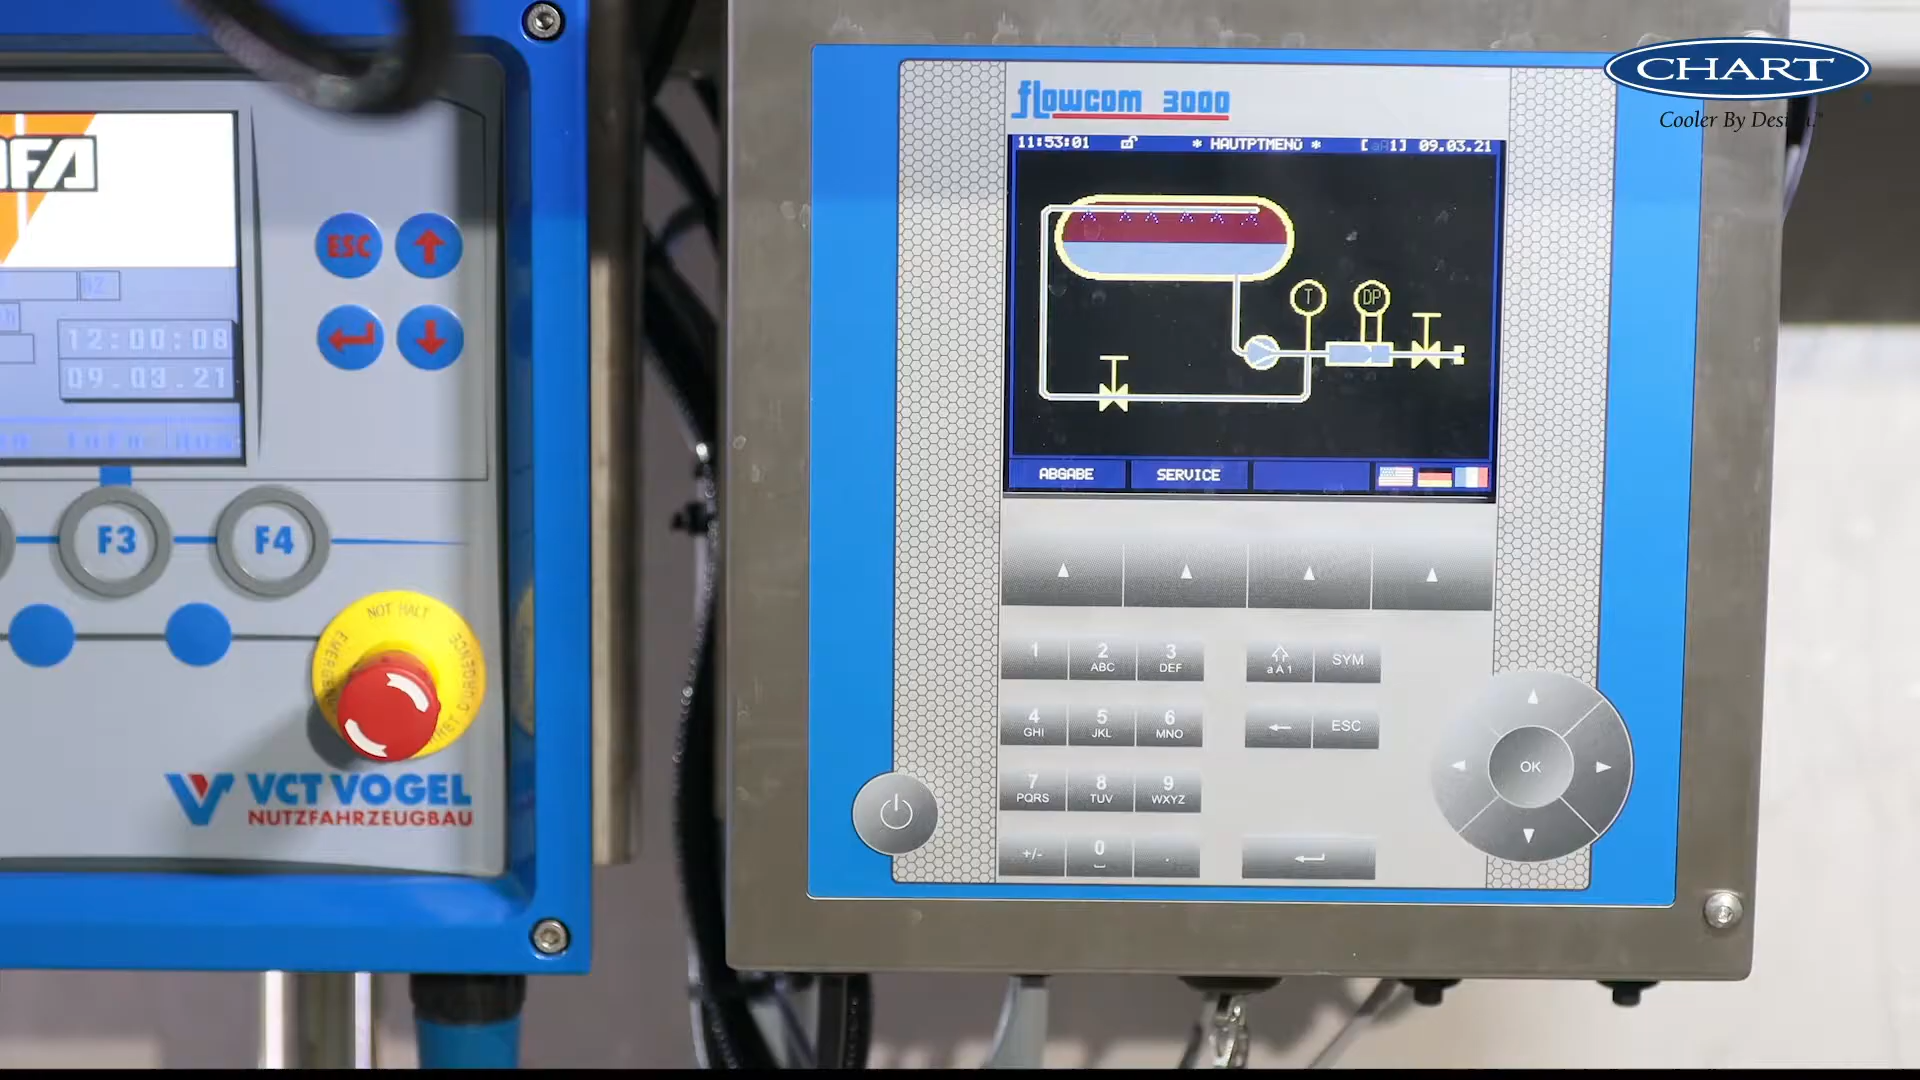 CHART
Cooler By Design.
flowcom 3000
11:53:01 * HAUTPTMENÜ * [aA1] 09.03.21
T DP
ABGABE SERVICE
1 2 ABC 3 DEF aA1 SYM
4 GHI 5 JKL 6 MNO ESC
7 PQRS 8 TUV 9 WXYZ
+/- 0 .
OK
ESC
12:00:08
09.03.21
F3 F4
NOT HALT
VCT VOGEL
NUTZFAHRZEUGBAU